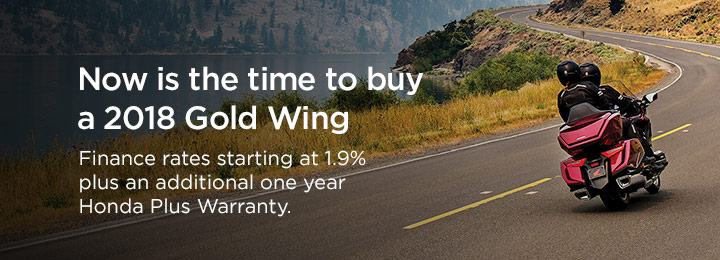 Now is the time to buy
a 2018 Gold Wing
Finance rates starting at 1.9%
plus an additional one year
Honda Plus Warranty.